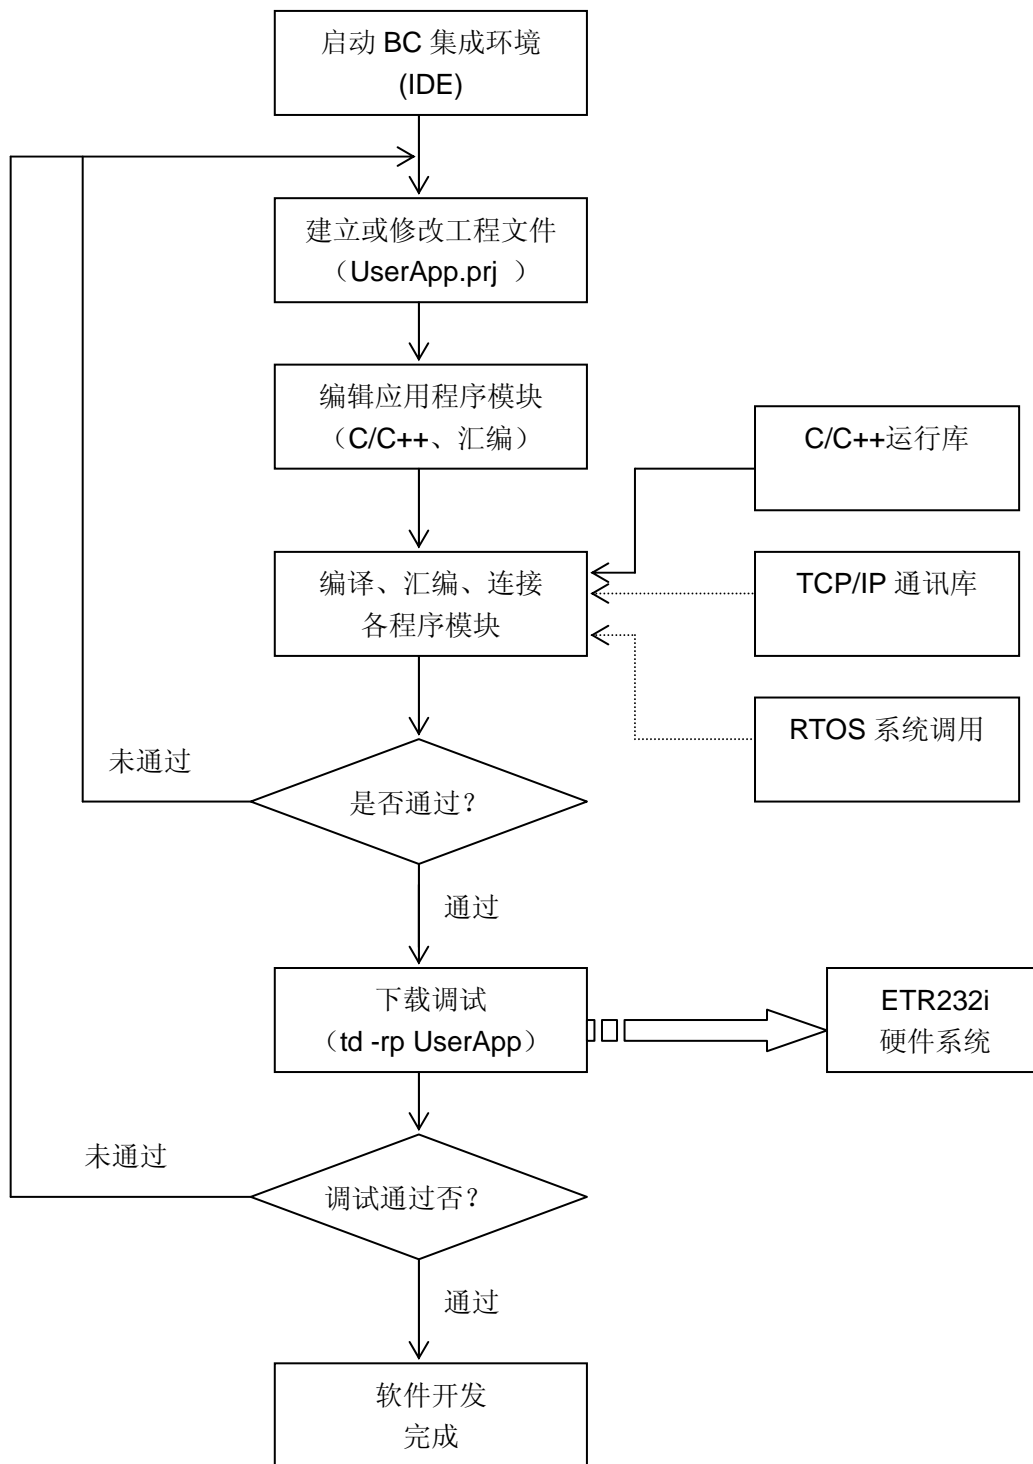 启动 BC 集成环境
(IDE)
建立或修改工程文件
（UserApp.prj ）
编辑应用程序模块
（C/C++、汇编）
C/C++运行库
编译、汇编、连接
各程序模块
TCP/IP 通讯库
RTOS 系统调用
未通过
是否通过？
通过
下载调试
（td -rp UserApp）
ETR232i
硬件系统
未通过
调试通过否？
通过
软件开发
完成